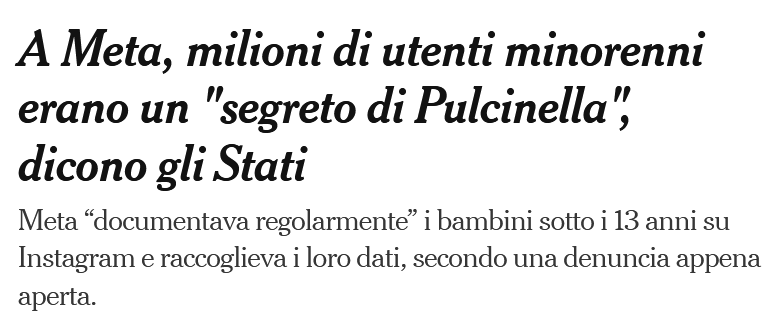 A Meta, milioni di utenti minorenni
erano un "segreto di Pulcinella",
dicono gli Stati
Meta “documentava regolarmente” i bambini sotto i 13 anni su
Instagram e raccoglieva i loro dati, secondo una denuncia appena
aperta.